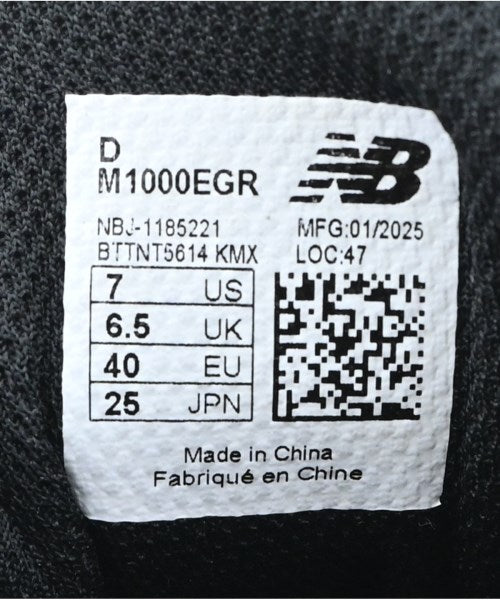 D
M1000EGR
NB
NBJ-1185221
MFG:01/2025
BTTNT5614 KMX
LOC:47
7 US
6.5 UK
40 EU
25 JPN
Made in China
Fabriqué en Chine